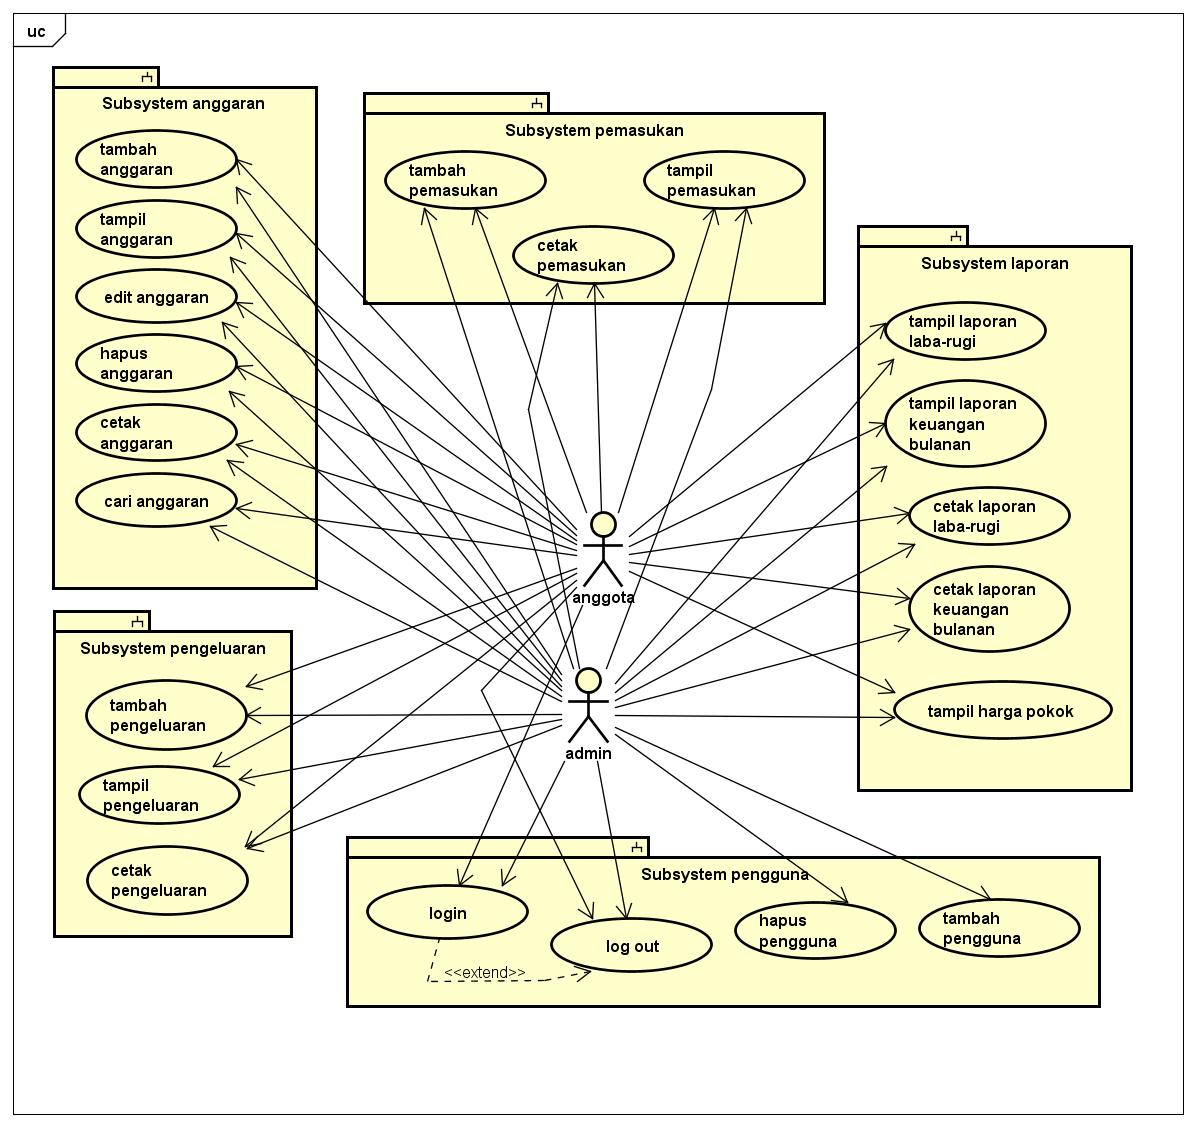 uc
Subsystem anggaran
tambah
anggaran
tampil
anggaran
edit anggaran
hapus
anggaran
cetak
anggaran
cari anggaran
Subsystem pemasukan
tambah
pemasukan
tampil
pemasukan
cetak
pemasukan
Subsystem laporan
tampil laporan
laba-rugi
tampil laporan
keuangan
bulanan
cetak laporan
laba-rugi
cetak laporan
keuangan
bulanan
tampil harga pokok
anggota
admin
Subsystem pengeluaran
tambah
pengeluaran
tampil
pengeluaran
cetak
pengeluaran
Subsystem pengguna
login
log out
<<extend>>
hapus
pengguna
tambah
pengguna